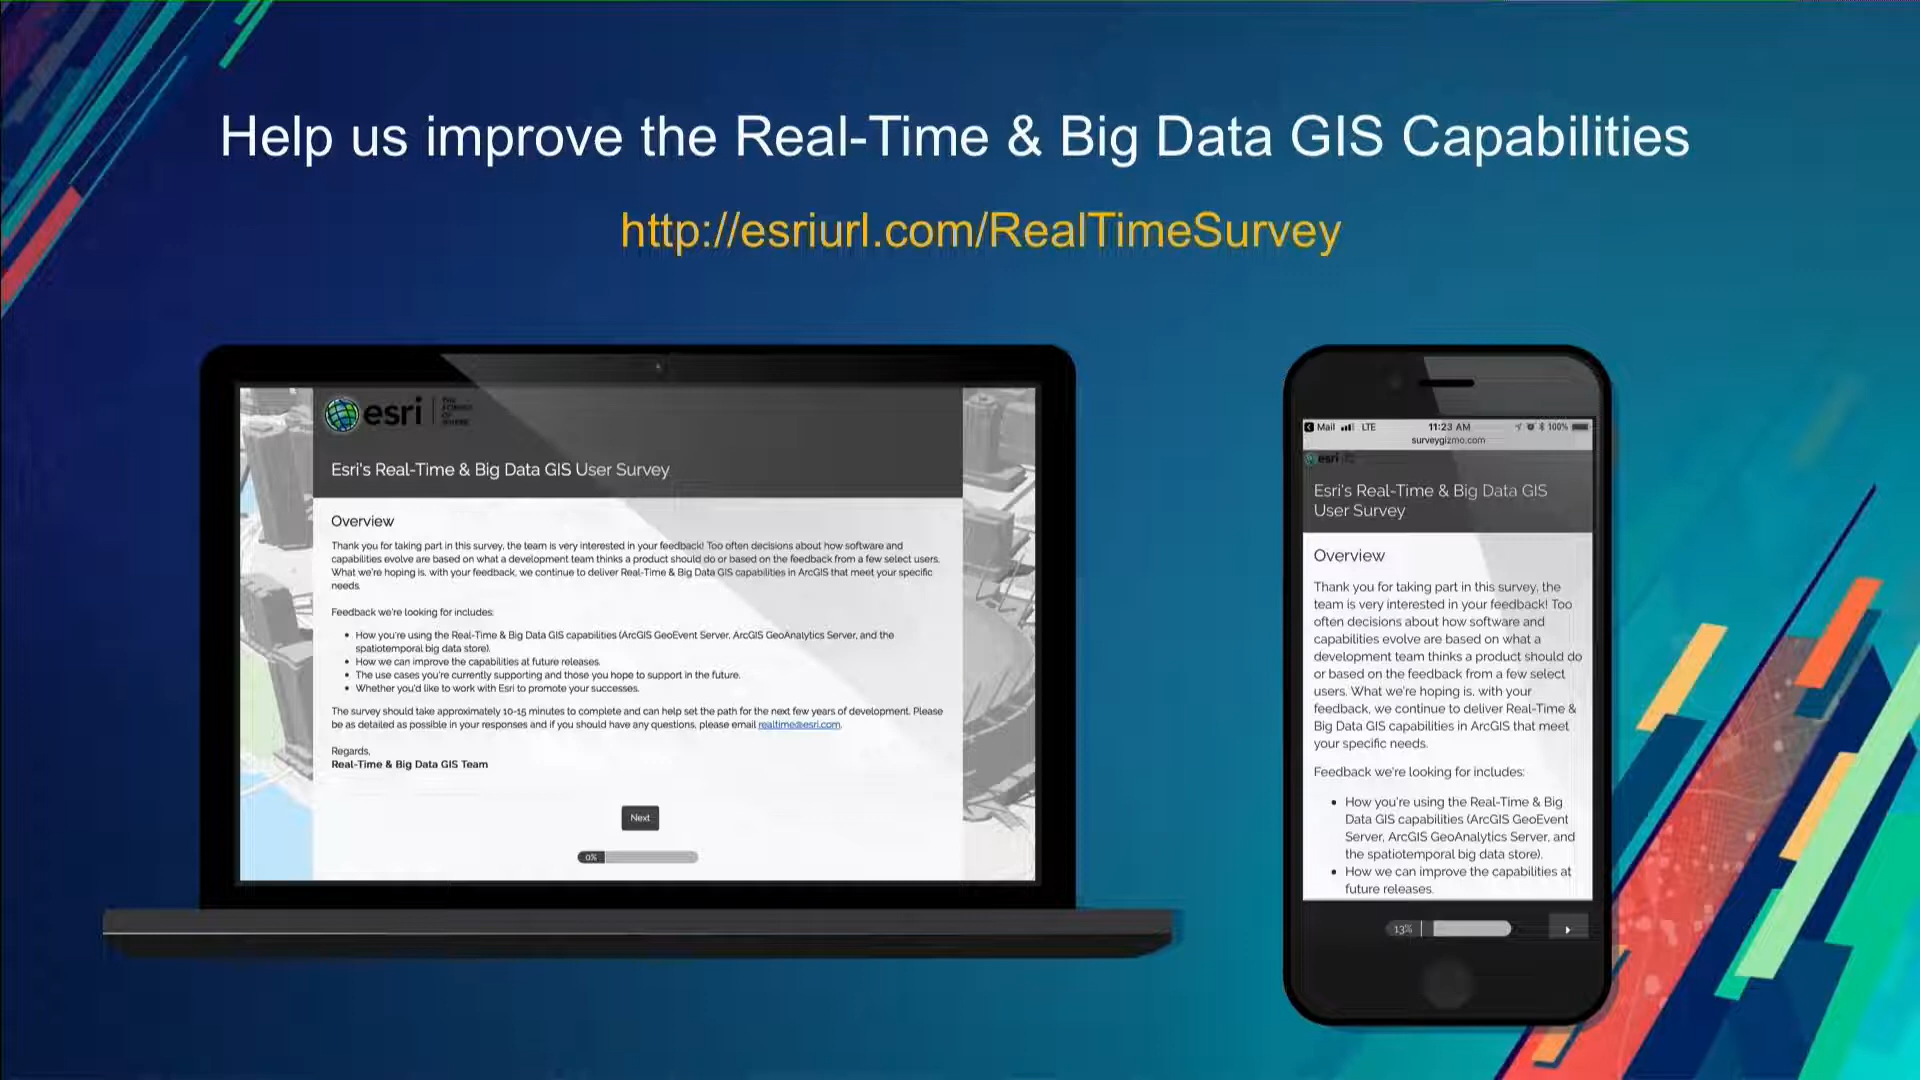 Help us improve the Real-Time & Big Data GIS Capabilities
http://esriurl.com/RealTimeSurvey
esri
THE
SCIENCE
OF
WHERE
Esri's Real-Time & Big Data GIS User Survey
Overview
Thank you for taking part in this survey, the team is very interested in your feedback! Too often decisions about how software and
capabilities evolve are based on what a development team thinks a product should do or based on the feedback from a few select users.
What we're hoping is, with your feedback, we continue to deliver Real-Time & Big Data GIS capabilities in ArcGIS that meet your specific
needs.
Feedback we're looking for includes:
• How you're using the Real-Time & Big Data GIS capabilities (ArcGIS GeoEvent Server, ArcGIS GeoAnalytics Server, and the
spatiotemporal big data store).
• How we can improve the capabilities at future releases.
• The use cases you're currently supporting and those you hope to support in the future.
• Whether you'd like to work with Esri to promote your successes.
The survey should take approximately 10-15 minutes to complete and can help set the path for the next few years of development. Please
be as detailed as possible in your responses and if you should have any questions, please email realtime@esri.com.
Regards,
Real-Time & Big Data GIS Team
Next
0%
Mail LTE 11:23 AM 100%
surveygizmo.com
esri
Esri's Real-Time & Big Data GIS
User Survey
Overview
Thank you for taking part in this survey, the
team is very interested in your feedback! Too
often decisions about how software and
capabilities evolve are based on what a
development team thinks a product should do
or based on the feedback from a few select
users. What we're hoping is, with your
feedback, we continue to deliver Real-Time &
Big Data GIS capabilities in ArcGIS that meet
your specific needs.
Feedback we're looking for includes:
• How you're using the Real-Time & Big
Data GIS capabilities (ArcGIS GeoEvent
Server, ArcGIS GeoAnalytics Server, and
the spatiotemporal big data store).
• How we can improve the capabilities at
future releases.
13%